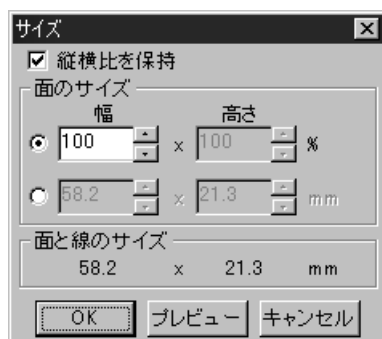 サイズ
縦横比を保持
面のサイズ
幅 高さ
100 x 100 %
58.2 x 21.3 mm
面と線のサイズ
58.2 x 21.3 mm
OK プレビュー キャンセル